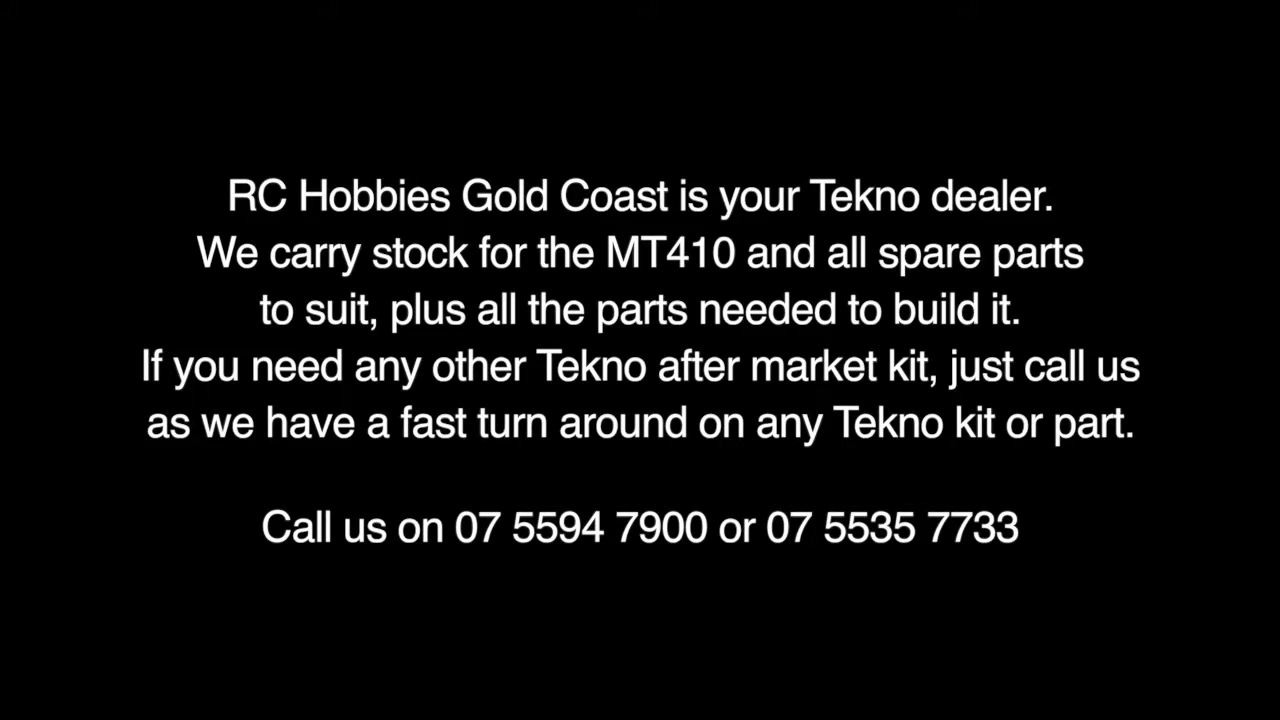 RC Hobbies Gold Coast is your Tekno dealer.
We carry stock for the MT410 and all spare parts
to suit, plus all the parts needed to build it.
If you need any other Tekno after market kit, just call us
as we have a fast turn around on any Tekno kit or part.
Call us on 07 5594 7900 or 07 5535 7733